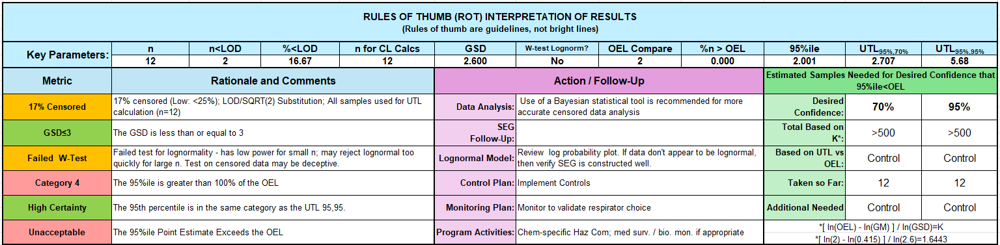 RULES OF THUMB (ROT) INTERPRETATION OF RESULTS
(Rules of thumb are guidelines, not bright lines)
Key Parameters: n n<LOD %<LOD n for CL Calcs GSD W-test Lognorm? OEL Compare %n > OEL 95%ile UTL95%,70% UTL95%,95%
12 2 16.67 12 2.600 No 2 0.000 2.001 2.707 5.68
Metric Rationale and Comments Action / Follow-Up Estimated Samples Needed for Desired Confidence that
95%ile<OEL
17% Censored
17% censored (Low: <25%); LOD/SQRT(2) Substitution; All samples used for UTL
calculation (n=12)
Data Analysis:
Use of a Bayesian statistical tool is recommended for more
accurate censored data analysis
Desired
Confidence:
70% 95%
GSD≤3
The GSD is less than or equal to 3
SEG
Follow-Up:
Total Based on
K*:
>500 >500
Failed W-Test
Failed test for lognormality - has low power for small n; may reject lognormal too
quickly for large n. Test on censored data may be deceptive.
Lognormal Model:
Review log probability plot. If data don't appear to be lognormal,
then verify SEG is constructed well.
Based on UTL vs
OEL:
Control Control
Category 4
The 95%ile is greater than 100% of the OEL
Control Plan:
Implement Controls
Taken so Far:
12 12
High Certainty
The 95th percentile is in the same category as the UTL 95,95.
Monitoring Plan:
Monitor to validate respirator choice
Additional Needed
Control Control
Unacceptable
The 95%ile Point Estimate Exceeds the OEL
Program Activities:
Chem-specific Haz Com; med surv. / bio. mon. if appropriate
*[ ln(OEL) - ln(GM) ] / ln(GSD)=K
*[ ln(2) - ln(0.415) ] / ln(2.6)=1.6443